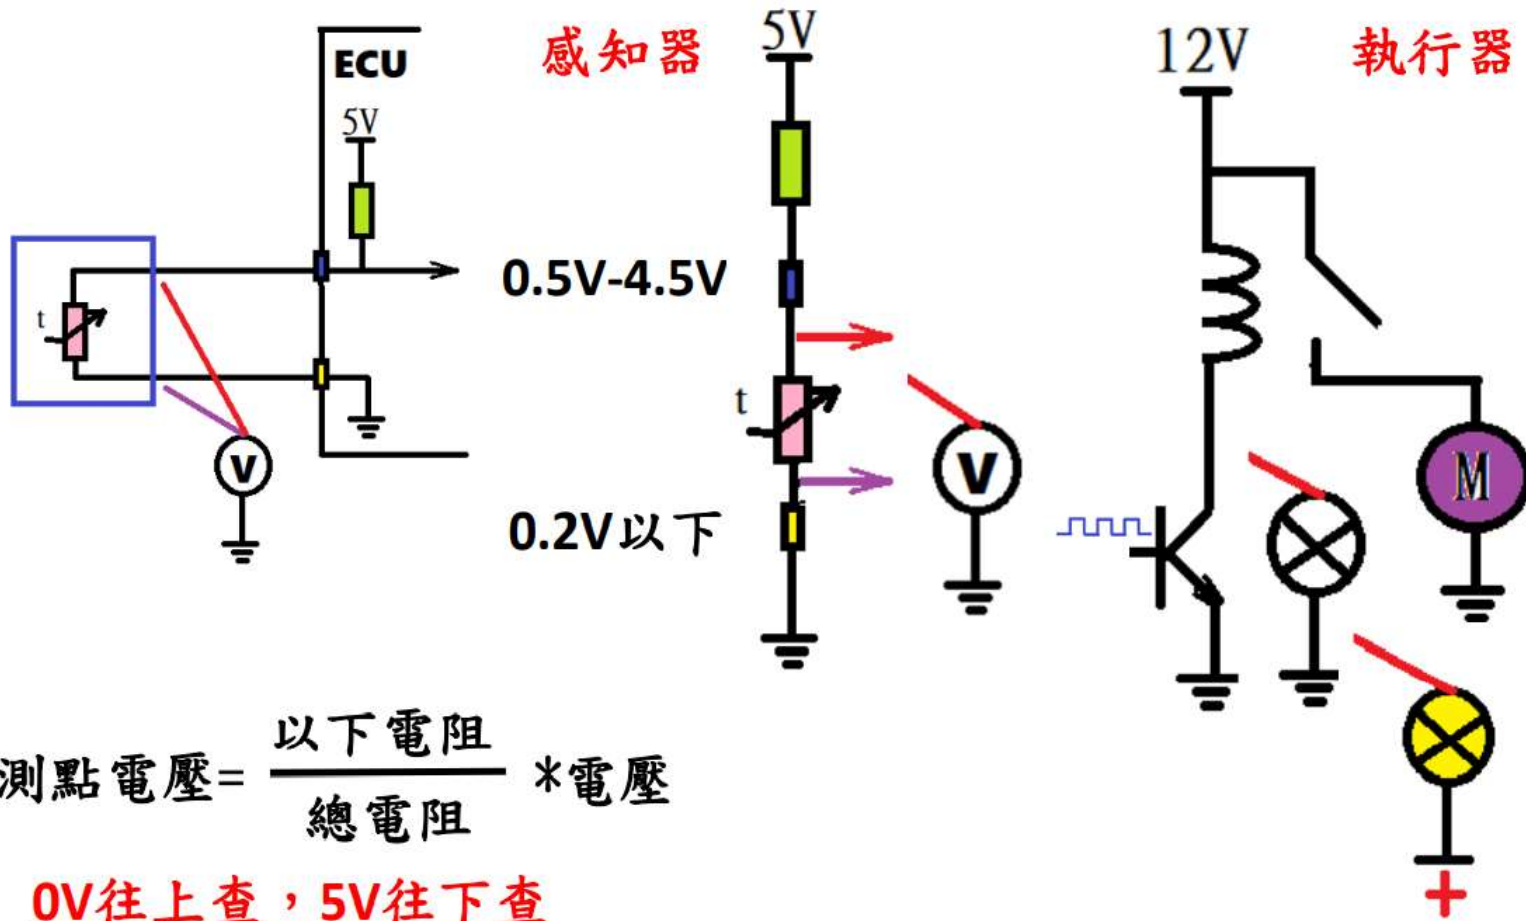 ECU
5V
t
V
感知器
5V
0.5V-4.5V
t
V
0.2V以下
12V
執行器
M
測點電壓= 以下電阻
總電阻 *電壓
+
0V往上查，5V往下查